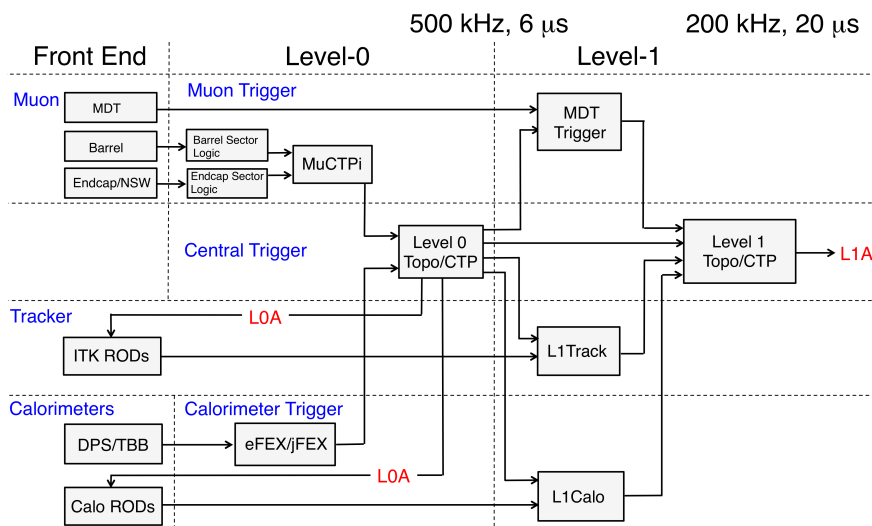 500 kHz, 6 μs
200 kHz, 20 μs
Front End
Level-0
Level-1
Muon
Muon Trigger
MDT
MDT
Trigger
Barrel
Barrel Sector
Logic
MuCTPi
Endcap/NSW
Endcap Sector
Logic
Central Trigger
Level 0
Topo/CTP
Level 1
Topo/CTP
L1A
Tracker
L0A
ITK RODs
L1Track
Calorimeters
Calorimeter Trigger
DPS/TBB
eFEX/jFEX
L0A
Calo RODs
L1Calo